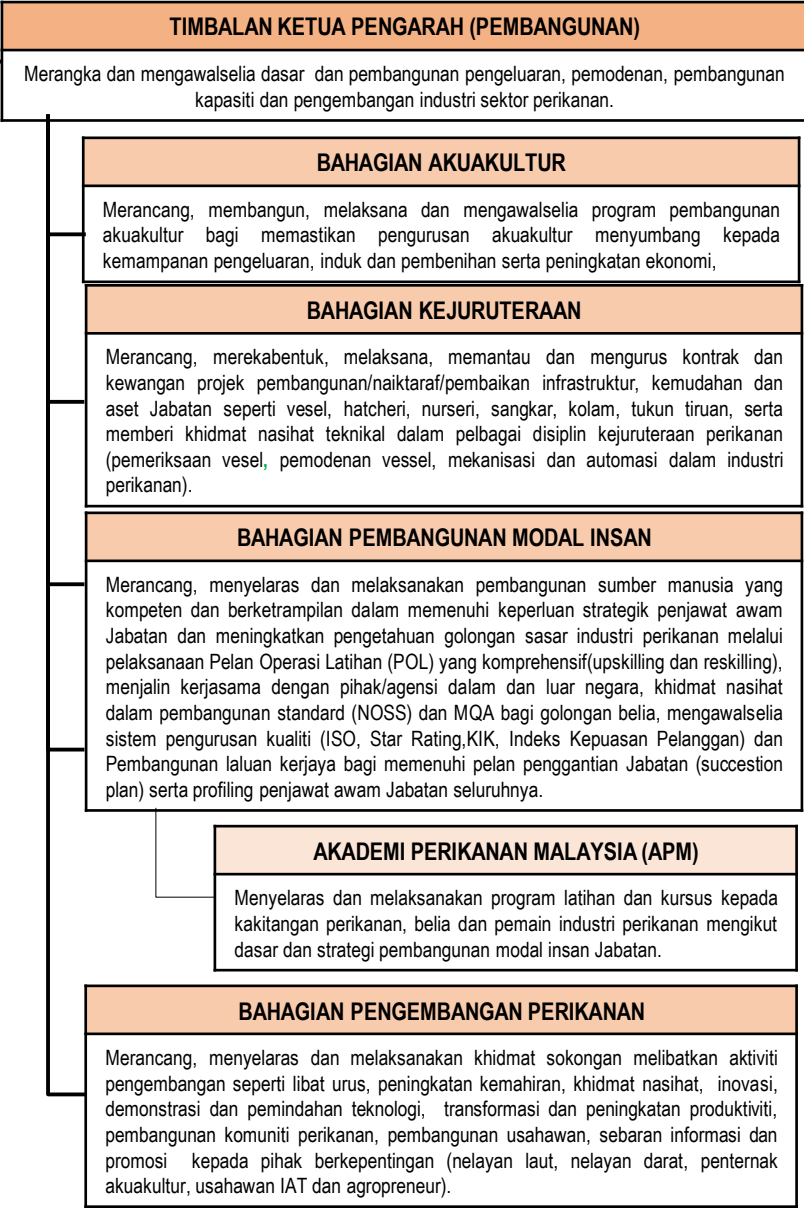 TIMBALAN KETUA PENGARAH (PEMBANGUNAN)
Merangka dan mengawalselia dasar dan pembangunan pengeluaran, pemodenan, pembangunan
kapasiti dan pengembangan industri sektor perikanan.
BAHAGIAN AKUAKULTUR
Merancang, membangun, melaksana dan mengawalselia program pembangunan
akuakultur bagi memastikan pengurusan akuakultur menyumbang kepada
kemampanan pengeluaran, induk dan pembenihan serta peningkatan ekonomi,
BAHAGIAN KEJURUTERAAN
Merancang, merekabentuk, melaksana, memantau dan mengurus kontrak dan
kewangan projek pembangunan/naiktaraf/pembaikan infrastruktur, kemudahan dan
aset Jabatan seperti vesel, hatcheri, nurseri, sangkar, kolam, tukun tiruan, serta
memberi khidmat nasihat teknikal dalam pelbagai disiplin kejuruteraan perikanan
(pemeriksaan vesel, pemodenan vessel, mekanisasi dan automasi dalam industri
perikanan).
BAHAGIAN PEMBANGUNAN MODAL INSAN
Merancang, menyelaras dan melaksanakan pembangunan sumber manusia yang
kompeten dan berketrampilan dalam memenuhi keperluan strategik penjawat awam
Jabatan dan meningkatkan pengetahuan golongan sasar industri perikanan melalui
pelaksanaan Pelan Operasi Latihan (POL) yang komprehensif(upskilling dan reskilling),
menjalin kerjasama dengan pihak/agensi dalam dan luar negara, khidmat nasihat
dalam pembangunan standard (NOSS) dan MQA bagi golongan belia, mengawalselia
sistem pengurusan kualiti (ISO, Star Rating,KIK, Indeks Kepuasan Pelanggan) dan
Pembangunan laluan kerjaya bagi memenuhi pelan penggantian Jabatan (succestion
plan) serta profiling penjawat awam Jabatan seluruhnya.
AKADEMI PERIKANAN MALAYSIA (APM)
Menyelaras dan melaksanakan program latihan dan kursus kepada
kakitangan perikanan, belia dan pemain industri perikanan mengikut
dasar dan strategi pembangunan modal insan Jabatan.
BAHAGIAN PENGEMBANGAN PERIKANAN
Merancang, menyelaras dan melaksanakan khidmat sokongan melibatkan aktiviti
pengembangan seperti libat urus, peningkatan kemahiran, khidmat nasihat, inovasi,
demonstrasi dan pemindahan teknologi, transformasi dan peningkatan produktiviti,
pembangunan komuniti perikanan, pembangunan usahawan, sebaran informasi dan
promosi kepada pihak berkepentingan (nelayan laut, nelayan darat, penternak
akuakultur, usahawan IAT dan agropreneur).